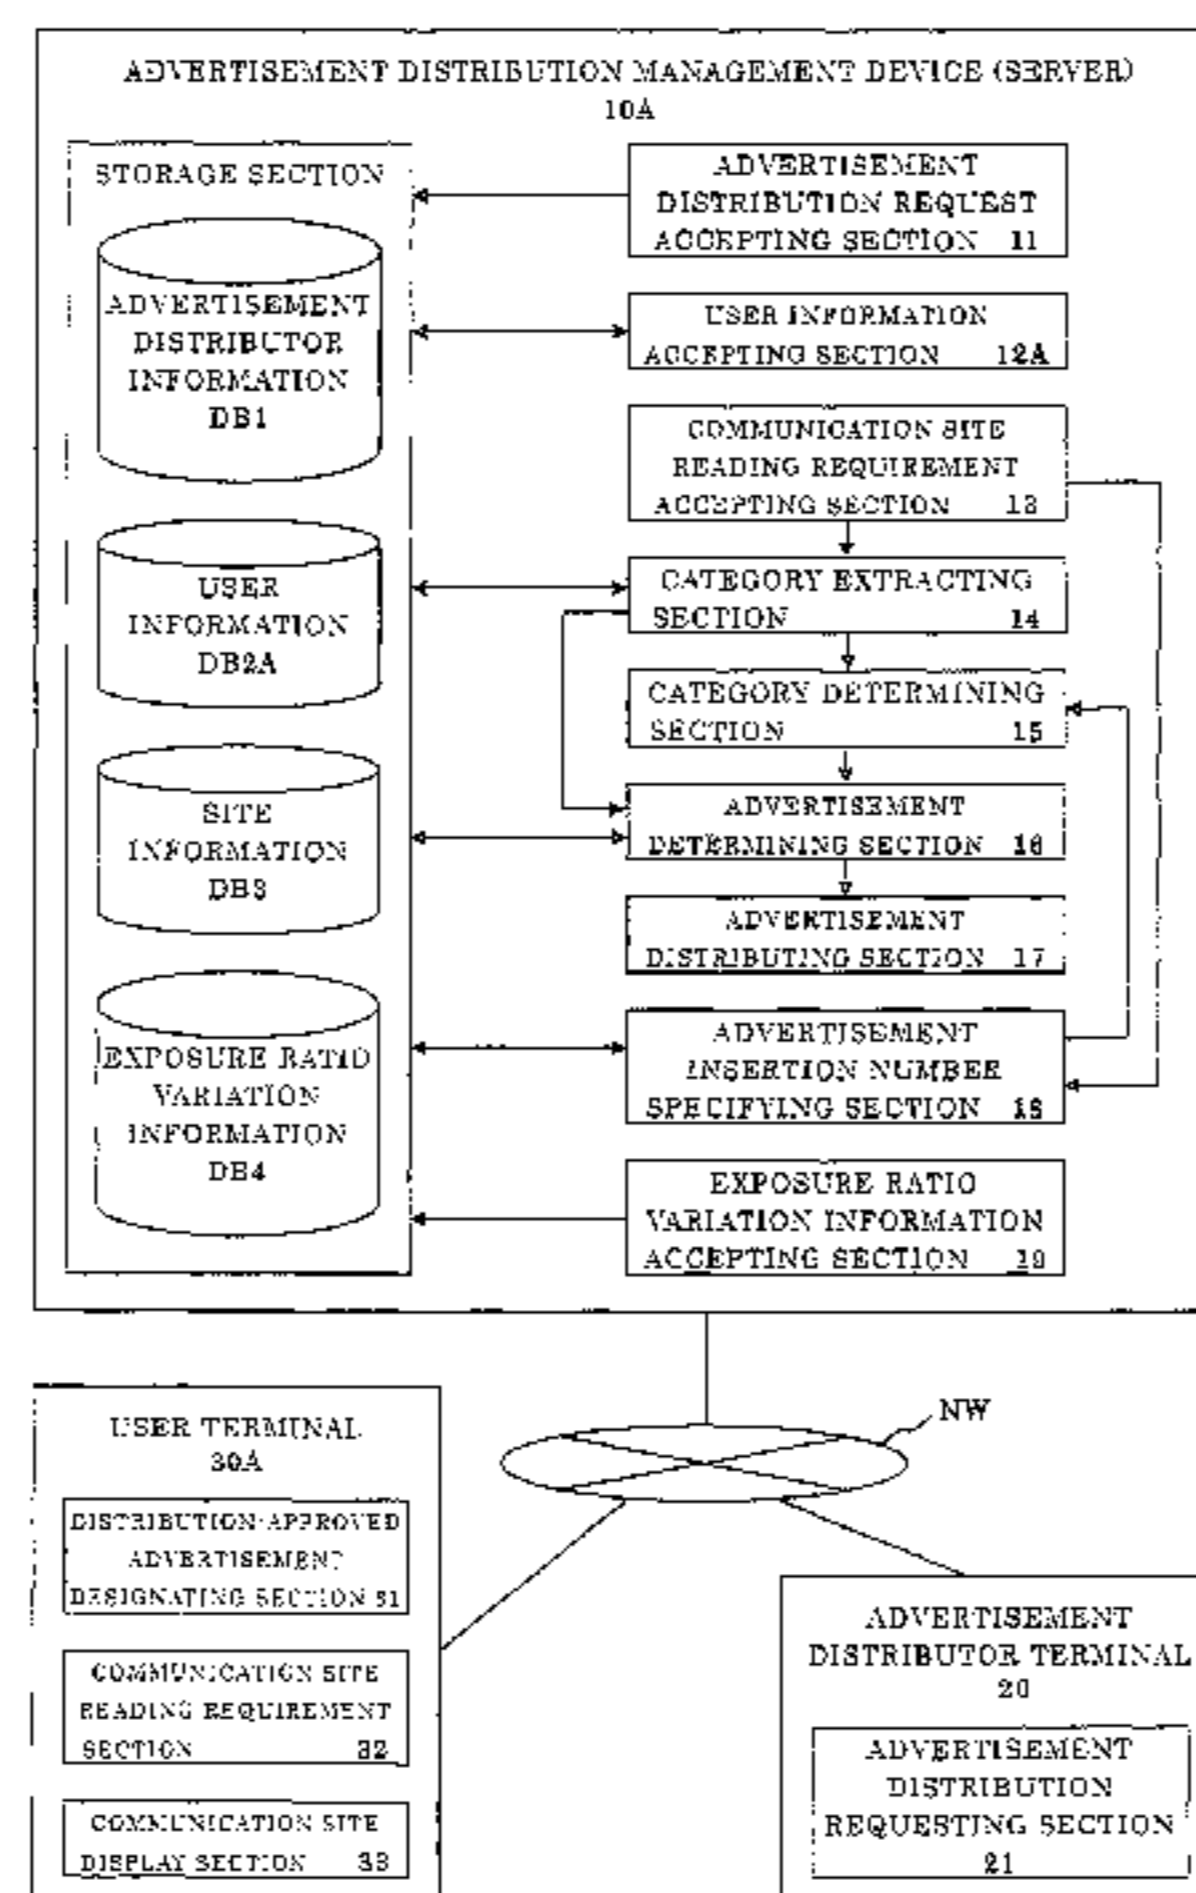 ADVERTISEMENT DISTRIBUTION MANAGEMENT DEVICE (SERVER)
10A
STORAGE SECTION
ADVERTISEMENT
DISTRIBUTOR
INFORMATION
DB1
USER
INFORMATION
DB2A
SITE
INFORMATION
DB3
EXPOSURE RATIO
VARIATION
INFORMATION
DB4
ADVERTISEMENT
DISTRIBUTION REQUEST
ACCEPTING SECTION 11
USER INFORMATION
ACCEPTING SECTION 12A
COMMUNICATION SITE
READING REQUIREMENT
ACCEPTING SECTION 13
CATEGORY EXTRACTING
SECTION 14
CATEGORY DETERMINING
SECTION 15
ADVERTISEMENT
DETERMINING SECTION 16
ADVERTISEMENT
DISTRIBUTING SECTION 17
ADVERTISEMENT
INSERTION NUMBER
SPECIFYING SECTION 18
EXPOSURE RATIO
VARIATION INFORMATION
ACCEPTING SECTION 19
NW
USER TERMINAL
30A
DISTRIBUTION-APPROVED
ADVERTISEMENT
DESIGNATING SECTION 31
COMMUNICATION SITE
READING REQUIREMENT
SECTION 32
COMMUNICATION SITE
DISPLAY SECTION 33
ADVERTISEMENT
DISTRIBUTOR TERMINAL
20
ADVERTISEMENT
DISTRIBUTION
REQUESTING SECTION
21